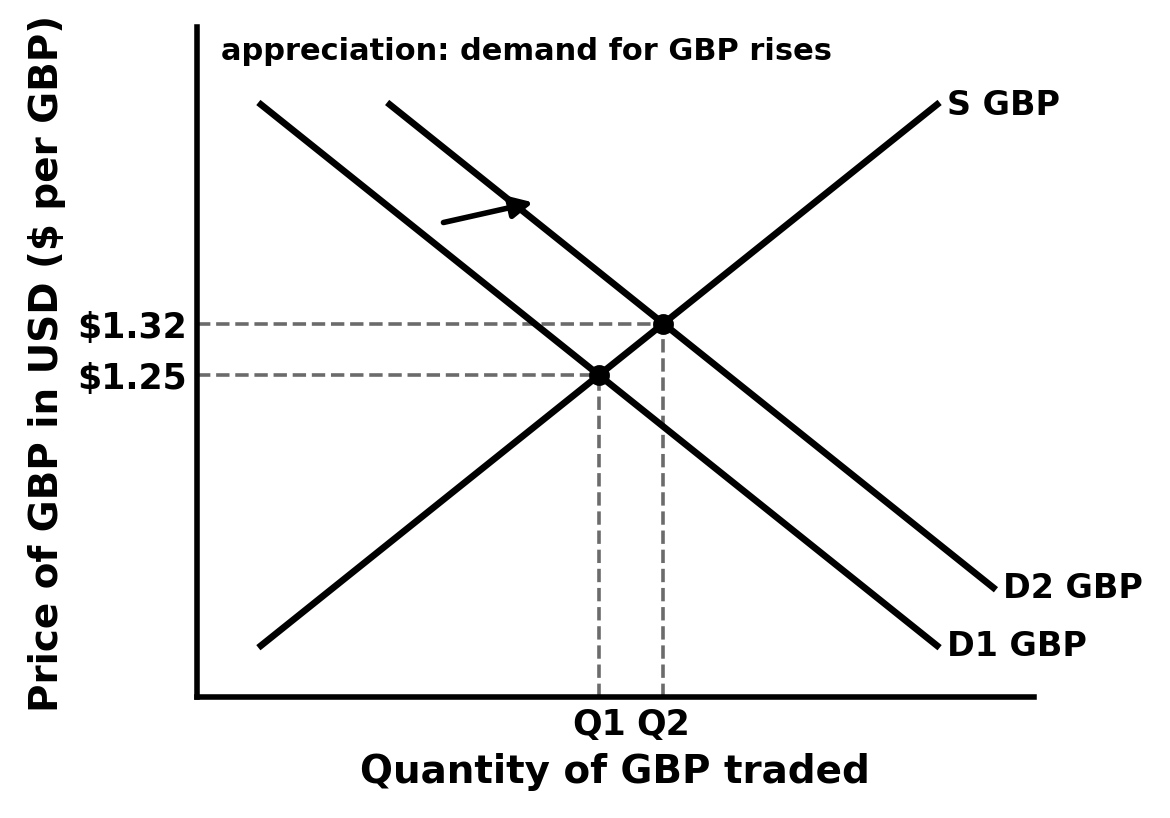 appreciation: demand for GBP rises
Price of GBP in USD ($ per GBP)
S GBP
$1.32
$1.25
D2 GBP
D1 GBP
Q1 Q2
Quantity of GBP traded